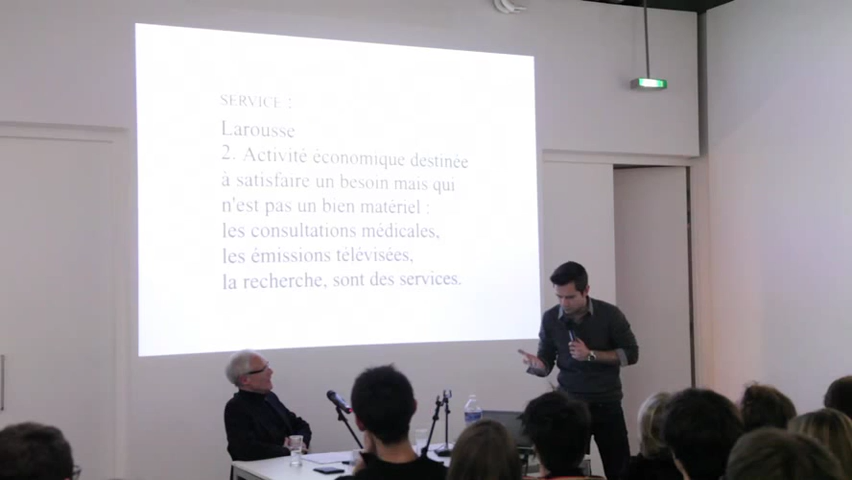 SERVICE :
Larousse
2. Activité économique destinée
à satisfaire un besoin mais qui
n'est pas un bien matériel :
les consultations médicales,
les émissions télévisées,
la recherche, sont des services.